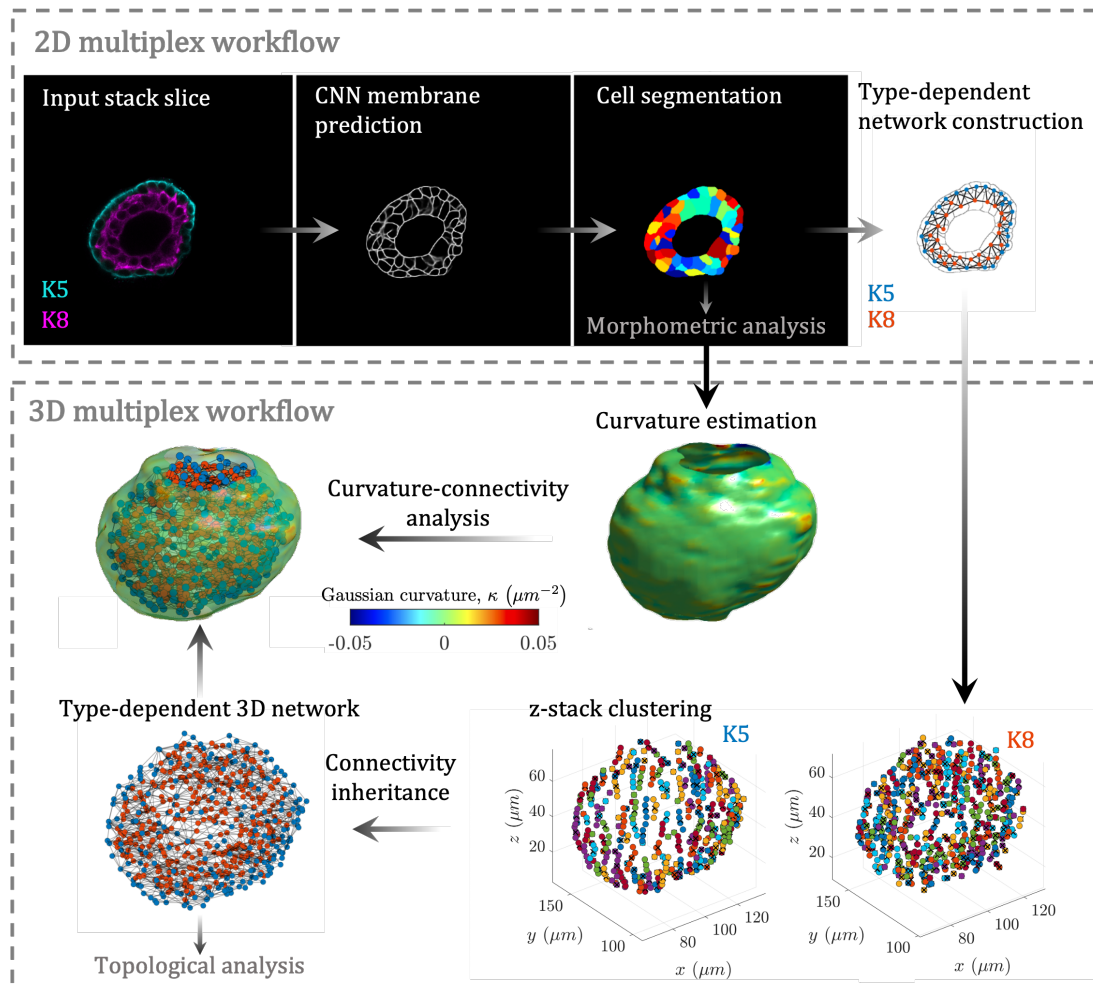 2D multiplex workflow
Input stack slice
K5
K8
CNN membrane
prediction
Cell segmentation
Morphometric analysis
Type-dependent
network construction
K5
K8
3D multiplex workflow
Curvature estimation
Curvature-connectivity
analysis
Gaussian curvature, κ (μm⁻²)
-0.05 0 0.05
Type-dependent 3D network
Connectivity
inheritance
Topological analysis
z-stack clustering
K5
z (μm)
60
40
20
150
100
y (μm)
80
100
120
x (μm)
K8
z (μm)
60
40
20
150
100
y (μm)
80
100
120
x (μm)